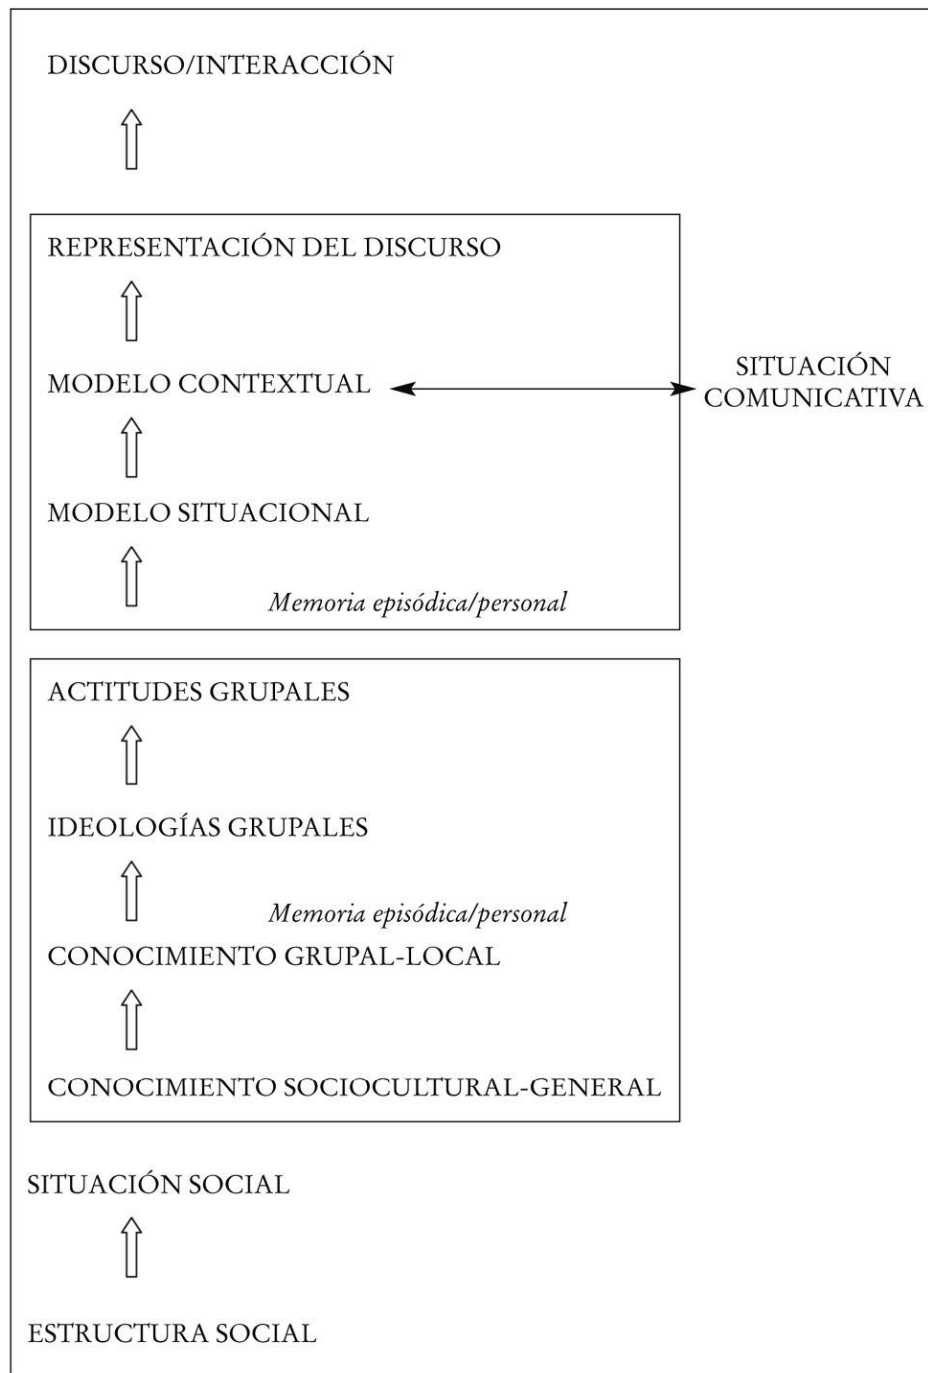 DISCURSO/INTERACCIÓN
REPRESENTACIÓN DEL DISCURSO
MODELO CONTEXTUAL
SITUACIÓN
COMUNICATIVA
MODELO SITUACIONAL
Memoria episódica/personal
ACTITUDES GRUPALES
IDEOLOGÍAS GRUPALES
Memoria episódica/personal
CONOCIMIENTO GRUPAL-LOCAL
CONOCIMIENTO SOCIOCULTURAL-GENERAL
SITUACIÓN SOCIAL
ESTRUCTURA SOCIAL